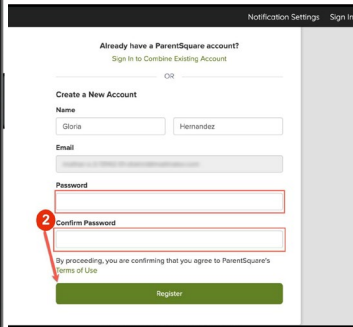 Notification Settings Sign In
Already have a ParentSquare account?
Sign In to Combine Existing Account
OR
Create a New Account
Name
Gloria Hernandez
Email
Password
2
Confirm Password
By proceeding, you are confirming that you agree to ParentSquare's
Terms of Use
Register